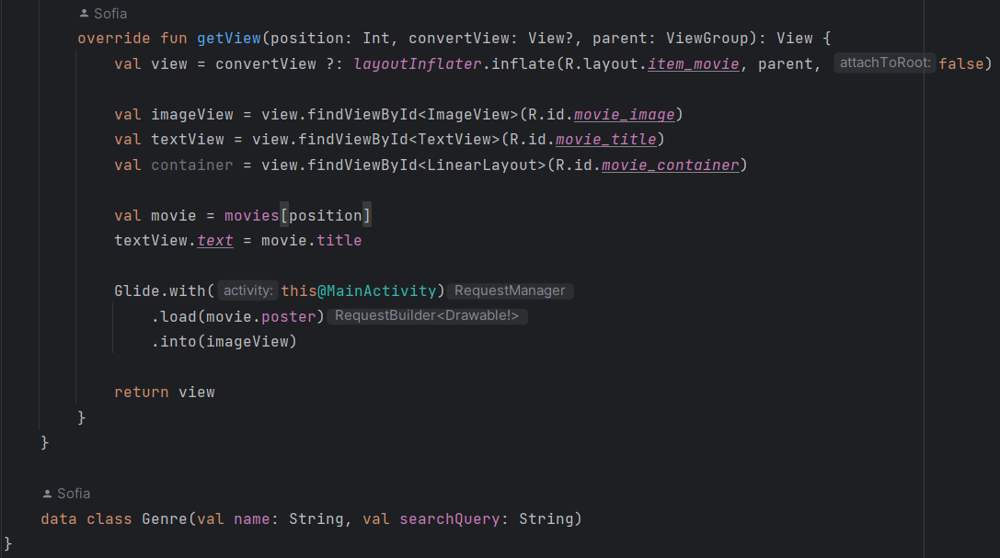 Sofia
override fun getView(position: Int, convertView: View?, parent: ViewGroup): View {
val view = convertView ?: layoutInflater.inflate(R.layout.item_movie, parent, attachToRoot: false)
val imageView = view.findViewById<ImageView>(R.id.movie_image)
val textView = view.findViewById<TextView>(R.id.movie_title)
val container = view.findViewById<LinearLayout>(R.id.movie_container)
val movie = movies[position]
textView.text = movie.title
Glide.with( activity: this@MainActivity) RequestManager
.load(movie.poster) RequestBuilder<Drawable!>
.into(imageView)
return view
}
}
Sofia
data class Genre(val name: String, val searchQuery: String)
}